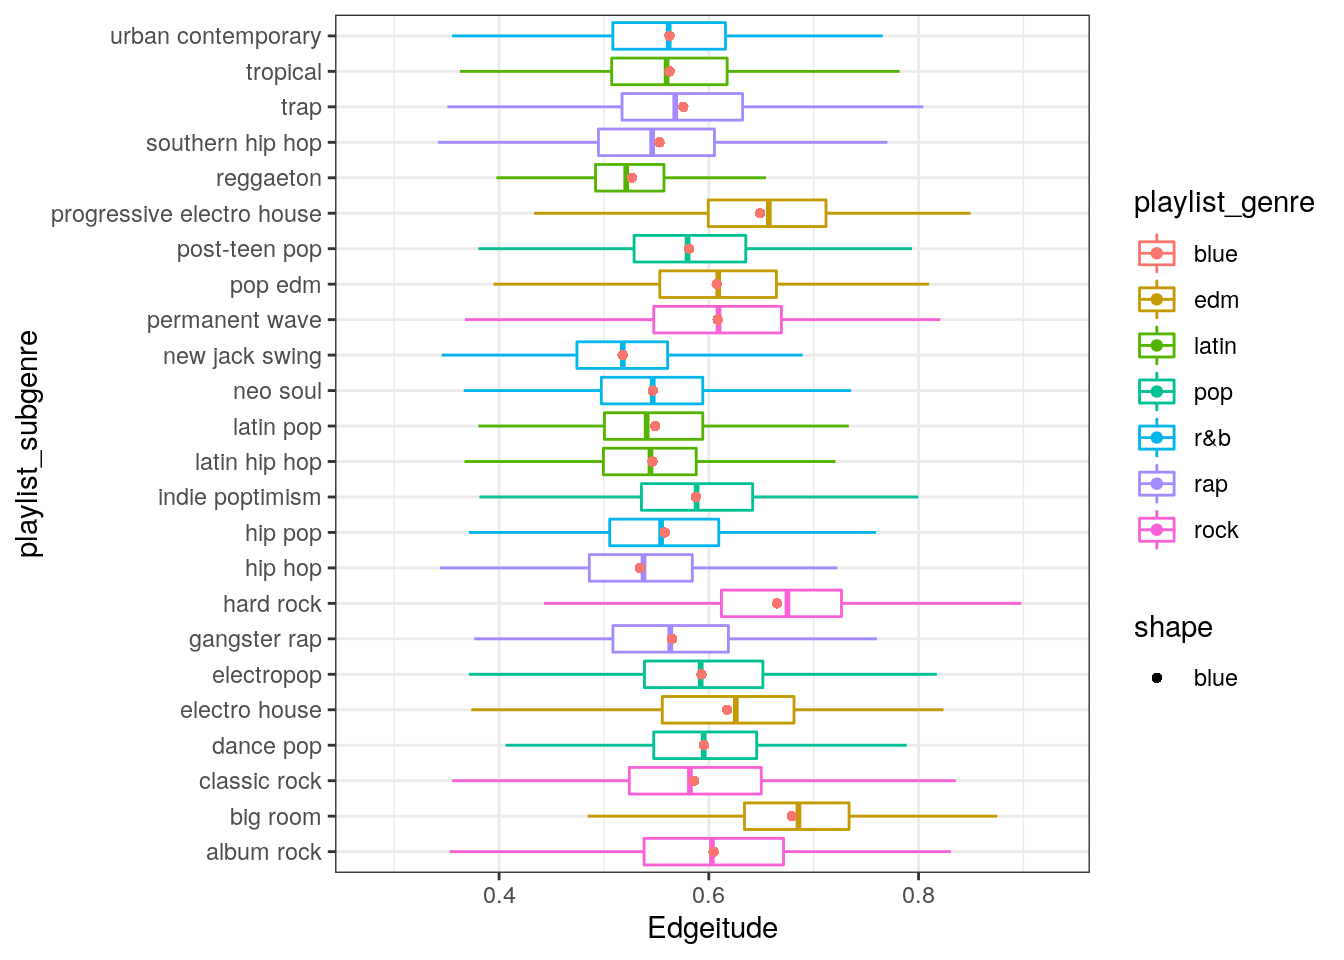 urban contemporary
tropical
trap
southern hip hop
reggaeton
progressive electro house
post-teen pop
pop edm
permanent wave
new jack swing
neo soul
latin pop
latin hip hop
indie poptimism
hip pop
hip hop
hard rock
gangster rap
electropop
electro house
dance pop
classic rock
big room
album rock
playlist_subgenre
0.4 0.6 0.8
Edgeitude
playlist_genre
blue
edm
latin
pop
r&b
rap
rock
shape
blue